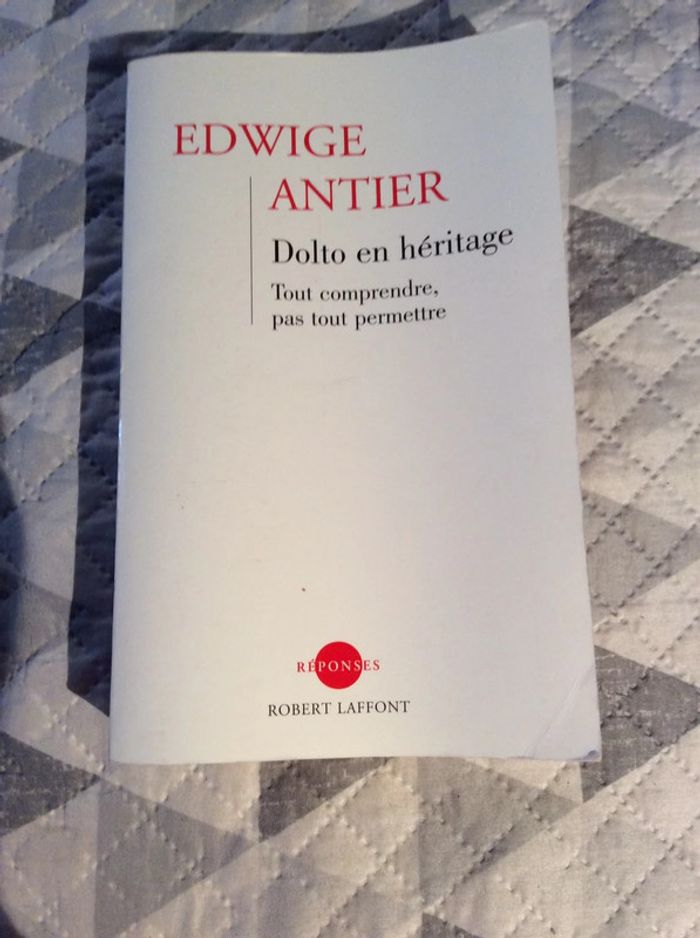 EDWIGE
ANTIER
Dolto en héritage
Tout comprendre,
pas tout permettre
RÉPONSES
ROBERT LAFFONT